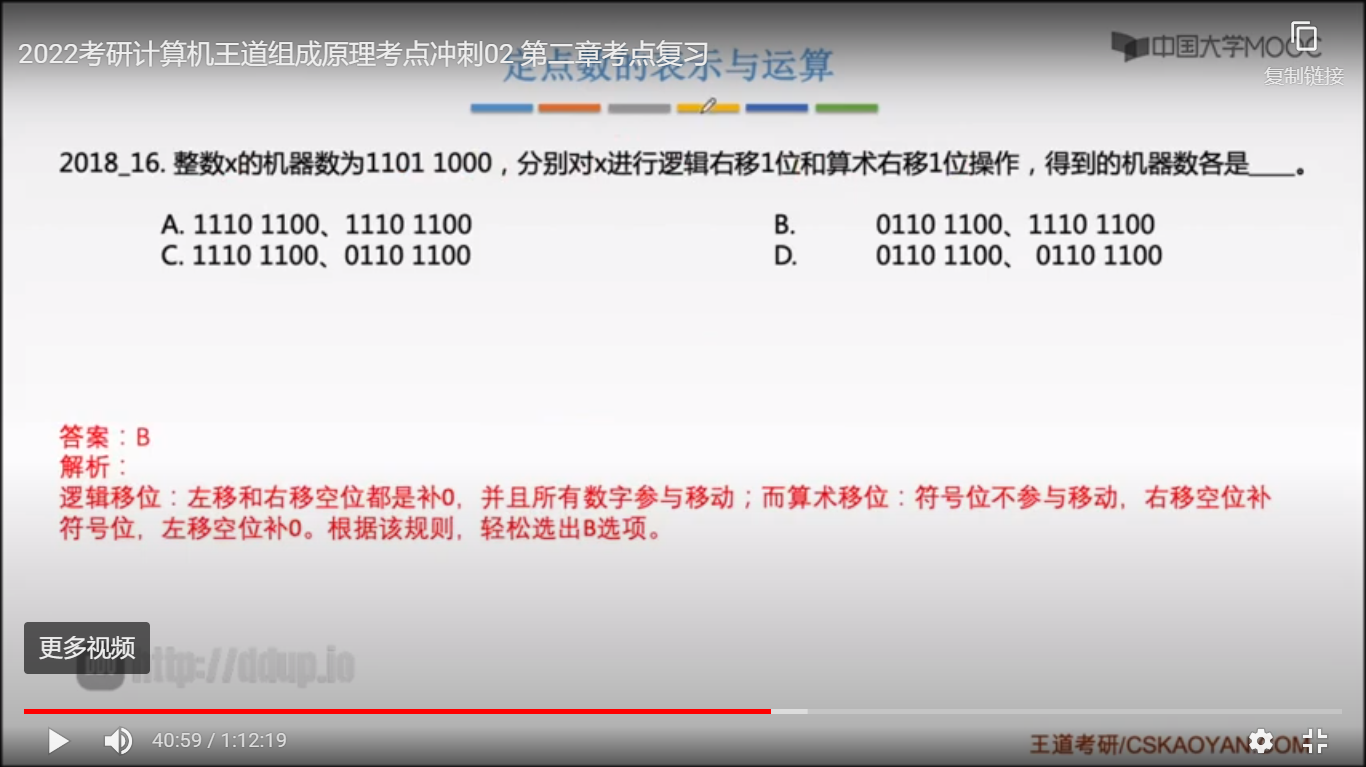 2022考研计算机王道组成原理考点冲刺02 第二章考点复习
中国大学MOOC
复制链接
定点数的表示与运算
2018_16. 整数x的机器数为1101 1000，分别对x进行逻辑右移1位和算术右移1位操作，得到的机器数各是____。
A. 1110 1100、1110 1100 B. 0110 1100、1110 1100
C. 1110 1100、0110 1100 D. 0110 1100、 0110 1100
答案：B
解析：
逻辑移位：左移和右移空位都是补0，并且所有数字参与移动；而算术移位：符号位不参与移动，右移空位补
符号位，左移空位补0。根据该规则，轻松选出B选项。
更多视频
http://ddup.io
40:59 / 1:12:19
王道考研/CSKAOYAN.COM